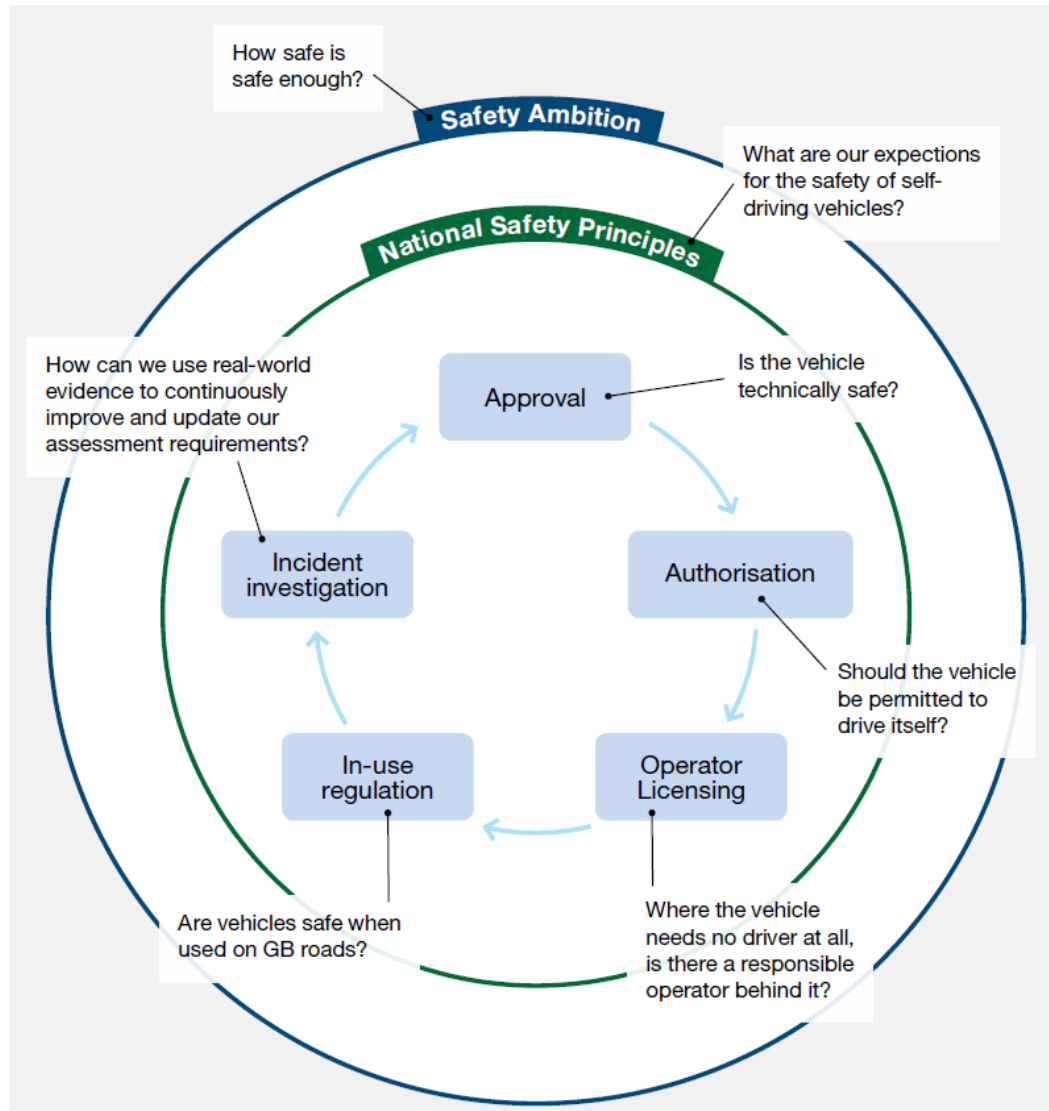 How safe is
safe enough?
Safety Ambition
What are our expections
for the safety of self-
driving vehicles?
National Safety Principles
How can we use real-world
evidence to continuously
improve and update our
assessment requirements?
Approval
Is the vehicle
technically safe?
Incident
investigation
Authorisation
Should the vehicle
be permitted to
drive itself?
In-use
regulation
Operator
Licensing
Are vehicles safe when
used on GB roads?
Where the vehicle
needs no driver at all,
is there a responsible
operator behind it?